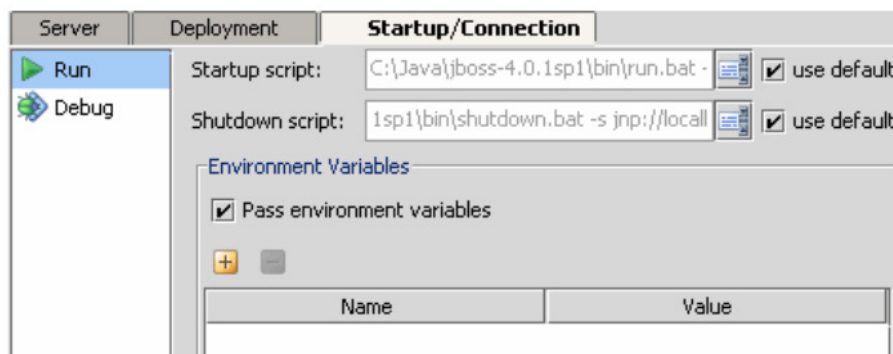 Server Deployment Startup/Connection
Run
Debug
Startup script: C:\Java\jboss-4.0.1sp1\bin\run.bat - use default
Shutdown script: 1sp1\bin\shutdown.bat -s jnp://locall use default
Environment Variables
Pass environment variables
Name Value